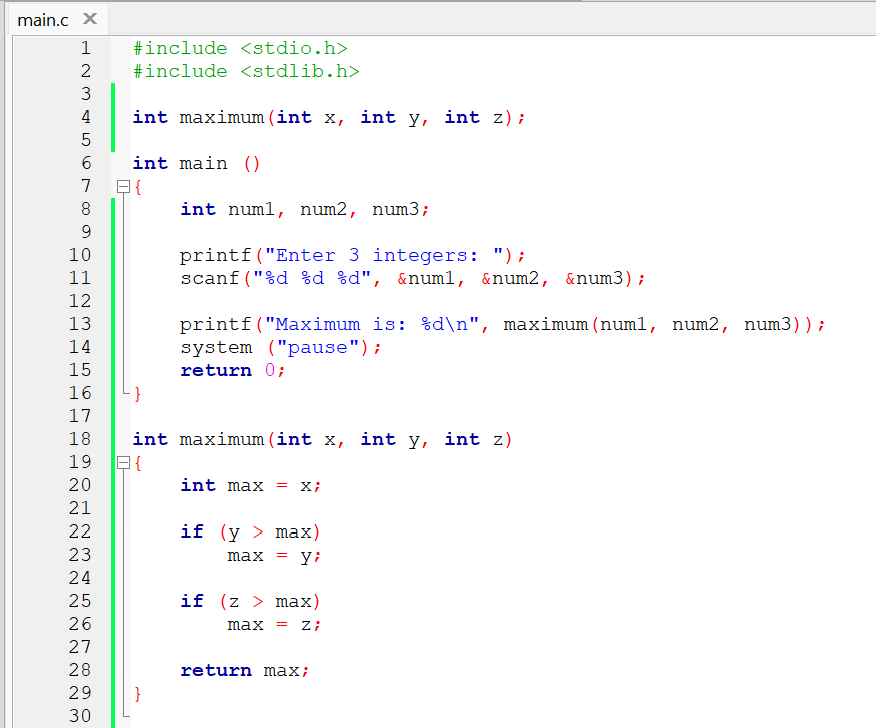 main.c
1 #include <stdio.h>
2 #include <stdlib.h>
3
4 int maximum(int x, int y, int z);
5
6 int main ()
7 {
8     int num1, num2, num3;
9
10     printf("Enter 3 integers: ");
11     scanf("%d %d %d", &num1, &num2, &num3);
12
13     printf("Maximum is: %d\n", maximum(num1, num2, num3));
14     system ("pause");
15     return 0;
16 }
17
18 int maximum(int x, int y, int z)
19 {
20     int max = x;
21
22     if (y > max)
23         max = y;
24
25     if (z > max)
26         max = z;
27
28     return max;
29 }
30